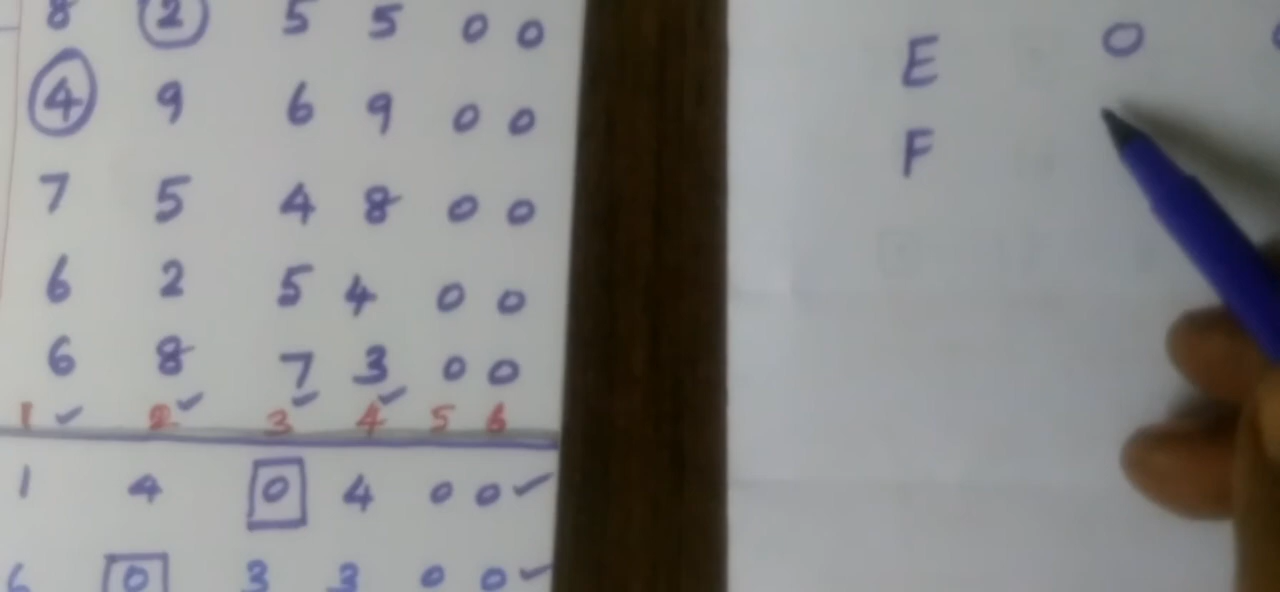 8 2 5 5 0 0
4 9 6 9 0 0
7 5 4 8 0 0
6 2 5 4 0 0
6 8 7 3 0 0
1 2 3 4 5 6
1 4 0 4 0 0
6 0 3 3 0 0
E 0
F